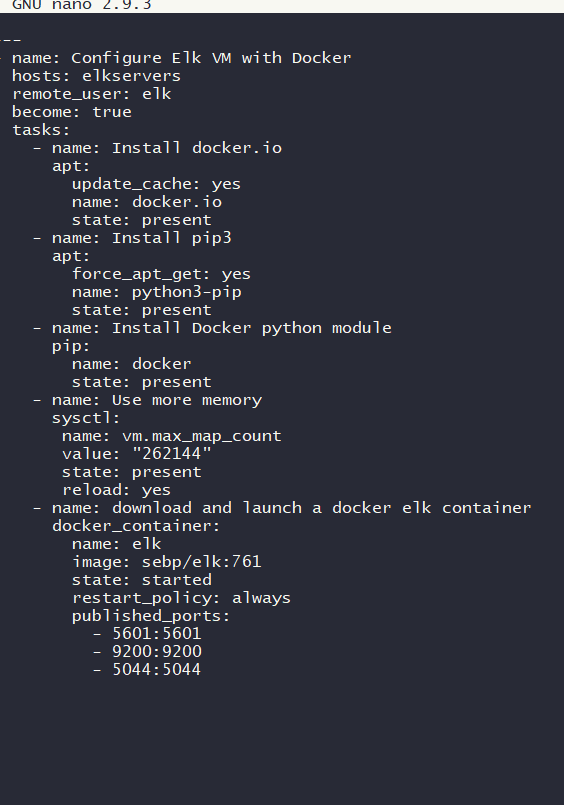 GNU nano 2.9.3
---
- name: Configure Elk VM with Docker
hosts: elkservers
remote_user: elk
become: true
tasks:
- name: Install docker.io
apt:
update_cache: yes
name: docker.io
state: present
- name: Install pip3
apt:
force_apt_get: yes
name: python3-pip
state: present
- name: Install Docker python module
pip:
name: docker
state: present
- name: Use more memory
sysctl:
name: vm.max_map_count
value: "262144"
state: present
reload: yes
- name: download and launch a docker elk container
docker_container:
name: elk
image: sebp/elk:761
state: started
restart_policy: always
published_ports:
- 5601:5601
- 9200:9200
- 5044:5044